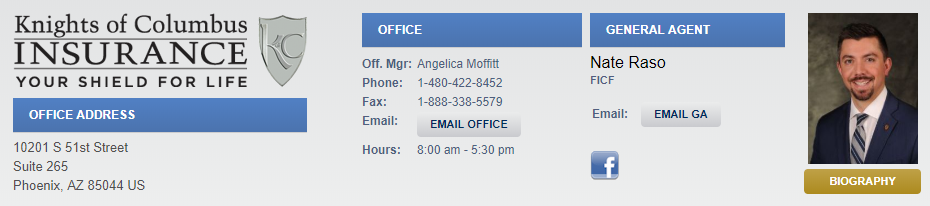 Knights of Columbus
INSURANCE
YOUR SHIELD FOR LIFE
KC
OFFICE ADDRESS
10201 S 51st Street
Suite 265
Phoenix, AZ 85044 US
OFFICE
Off. Mgr: Angelica Moffitt
Phone: 1-480-422-8452
Fax: 1-888-338-5579
Email: EMAIL OFFICE
Hours: 8:00 am - 5:30 pm
GENERAL AGENT
Nate Raso
FICF
Email: EMAIL GA
f
BIOGRAPHY